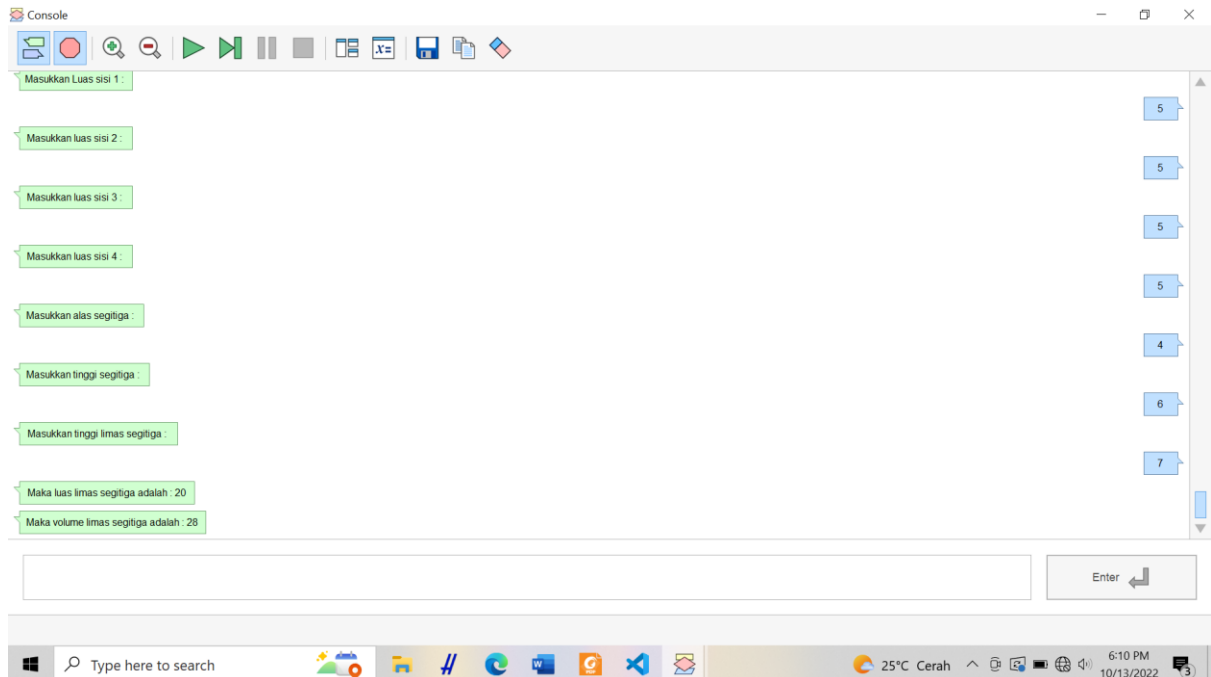 Console
x=
Masukkan Luas sisi 1 :
5
Masukkan luas sisi 2 :
5
Masukkan luas sisi 3 :
5
Masukkan luas sisi 4 :
5
Masukkan alas segitiga :
4
Masukkan tinggi segitiga :
6
Masukkan tinggi limas segitiga :
7
Maka luas limas segitiga adalah : 20
Maka volume limas segitiga adalah : 28
Enter
Type here to search
25°C Cerah
6:10 PM
10/13/2022
3